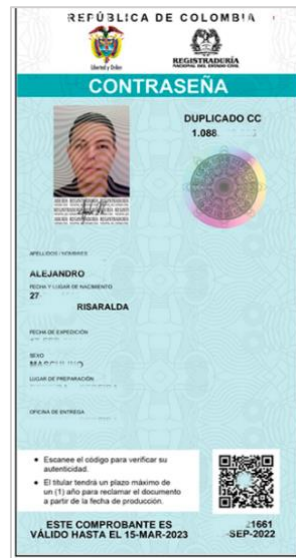 REPÚBLICA DE COLOMBIA
Libertad y Orden
REGISTRADURÍA
NACIONAL DEL ESTADO CIVIL
CONTRASEÑA
DUPLICADO CC
1.088
APELLIDOS / NOMBRES
ALEJANDRO
FECHA Y LUGAR DE NACIMIENTO
27
RISARALDA
FECHA DE EXPEDICIÓN
SEXO
MASCULINO
LUGAR DE PREPARACIÓN
OFICINA DE ENTREGA
• Escanee el código para verificar su
autenticidad.
• El titular tendrá un plazo máximo de
un (1) año para reclamar el documento
a partir de la fecha de producción.
ESTE COMPROBANTE ES
VÁLIDO HASTA EL 15-MAR-2023
21661
-SEP-2022